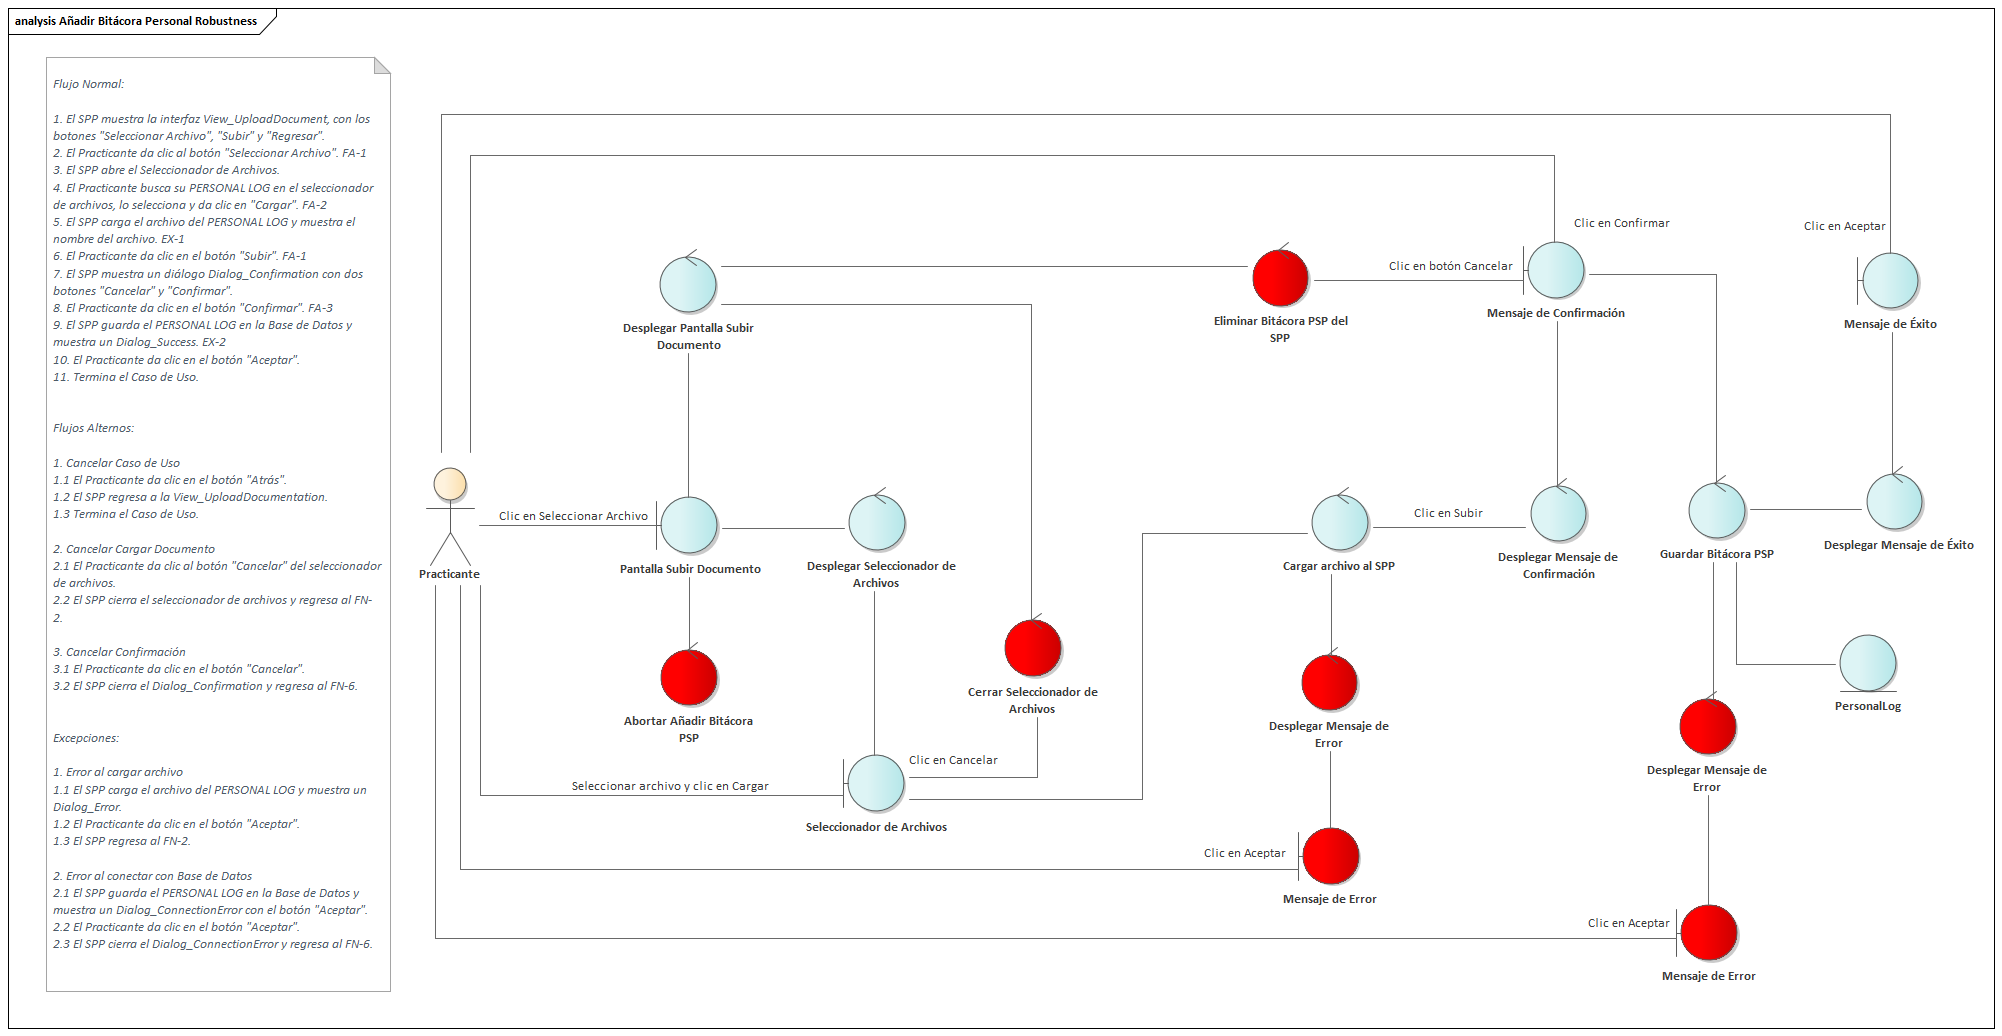 analysis Añadir Bitácora Personal Robustness
Flujo Normal:
1. El SPP muestra la interfaz View_UploadDocument, con los
botones "Seleccionar Archivo", "Subir" y "Regresar".
2. El Practicante da clic al botón "Seleccionar Archivo". FA-1
3. El SPP abre el Seleccionador de Archivos.
4. El Practicante busca su PERSONAL LOG en el seleccionador
de archivos, lo selecciona y da clic en "Cargar". FA-2
5. El SPP carga el archivo del PERSONAL LOG y muestra el
nombre del archivo. EX-1
6. El Practicante da clic en el botón "Subir". FA-1
7. El SPP muestra un diálogo Dialog_Confirmation con dos
botones "Cancelar" y "Confirmar".
8. El Practicante da clic en el botón "Confirmar". FA-3
9. El SPP guarda el PERSONAL LOG en la Base de Datos y
muestra un Dialog_Success. EX-2
10. El Practicante da clic en el botón "Aceptar".
11. Termina el Caso de Uso.
Flujos Alternos:
1. Cancelar Caso de Uso
1.1 El Practicante da clic en el botón "Atrás".
1.2 El SPP regresa a la View_UploadDocumentation.
1.3 Termina el Caso de Uso.
2. Cancelar Cargar Documento
2.1 El Practicante da clic al botón "Cancelar" del seleccionador
de archivos.
2.2 El SPP cierra el seleccionador de archivos y regresa al FN-
2.
3. Cancelar Confirmación
3.1 El Practicante da clic en el botón "Cancelar".
3.2 El SPP cierra el Dialog_Confirmation y regresa al FN-6.
Excepciones:
1. Error al cargar archivo
1.1 El SPP carga el archivo del PERSONAL LOG y muestra un
Dialog_Error.
1.2 El Practicante da clic en el botón "Aceptar".
1.3 El SPP regresa al FN-2.
2. Error al conectar con Base de Datos
2.1 El SPP guarda el PERSONAL LOG en la Base de Datos y
muestra un Dialog_ConnectionError con el botón "Aceptar".
2.2 El Practicante da clic en el botón "Aceptar".
2.3 El SPP cierra el Dialog_ConnectionError y regresa al FN-6.
Clic en Confirmar
Clic en Aceptar
Clic en botón Cancelar
Desplegar Pantalla Subir
Documento
Eliminar Bitácora PSP del
SPP
Mensaje de Confirmación
Mensaje de Éxito
Clic en Seleccionar Archivo
Clic en Subir
Practicante
Pantalla Subir Documento
Desplegar Seleccionador de
Archivos
Cargar archivo al SPP
Desplegar Mensaje de
Confirmación
Guardar Bitácora PSP
Desplegar Mensaje de Éxito
Abortar Añadir Bitácora
PSP
Cerrar Seleccionador de
Archivos
Desplegar Mensaje de
Error
PersonalLog
Clic en Cancelar
Desplegar Mensaje de
Error
Seleccionar archivo y clic en Cargar
Seleccionador de Archivos
Clic en Aceptar
Mensaje de Error
Clic en Aceptar
Mensaje de Error